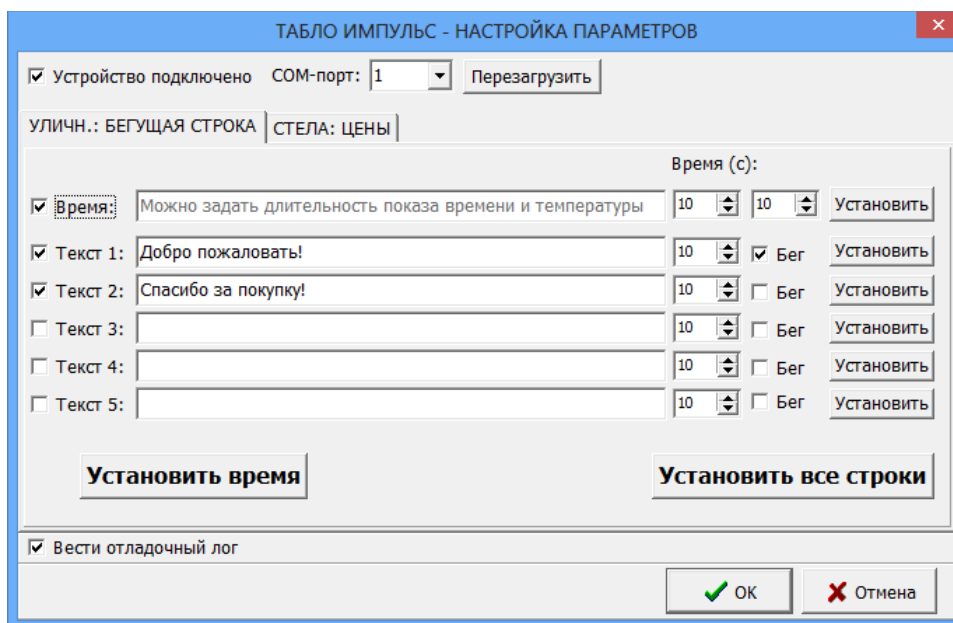 ТАБЛО ИМПУЛЬС - НАСТРОЙКА ПАРАМЕТРОВ
Устройство подключено COM-порт: 1 Перезагрузить
УЛИЧН.: БЕГУЩАЯ СТРОКА СТЕЛА: ЦЕНЫ
Время (с):
Время: Можно задать длительность показа времени и температуры 10 10 Установить
Текст 1: Добро пожаловать! 10 Бег Установить
Текст 2: Спасибо за покупку! 10 Бег Установить
Текст 3: 10 Бег Установить
Текст 4: 10 Бег Установить
Текст 5: 10 Бег Установить
Установить время Установить все строки
Вести отладочный лог
ОК Отмена